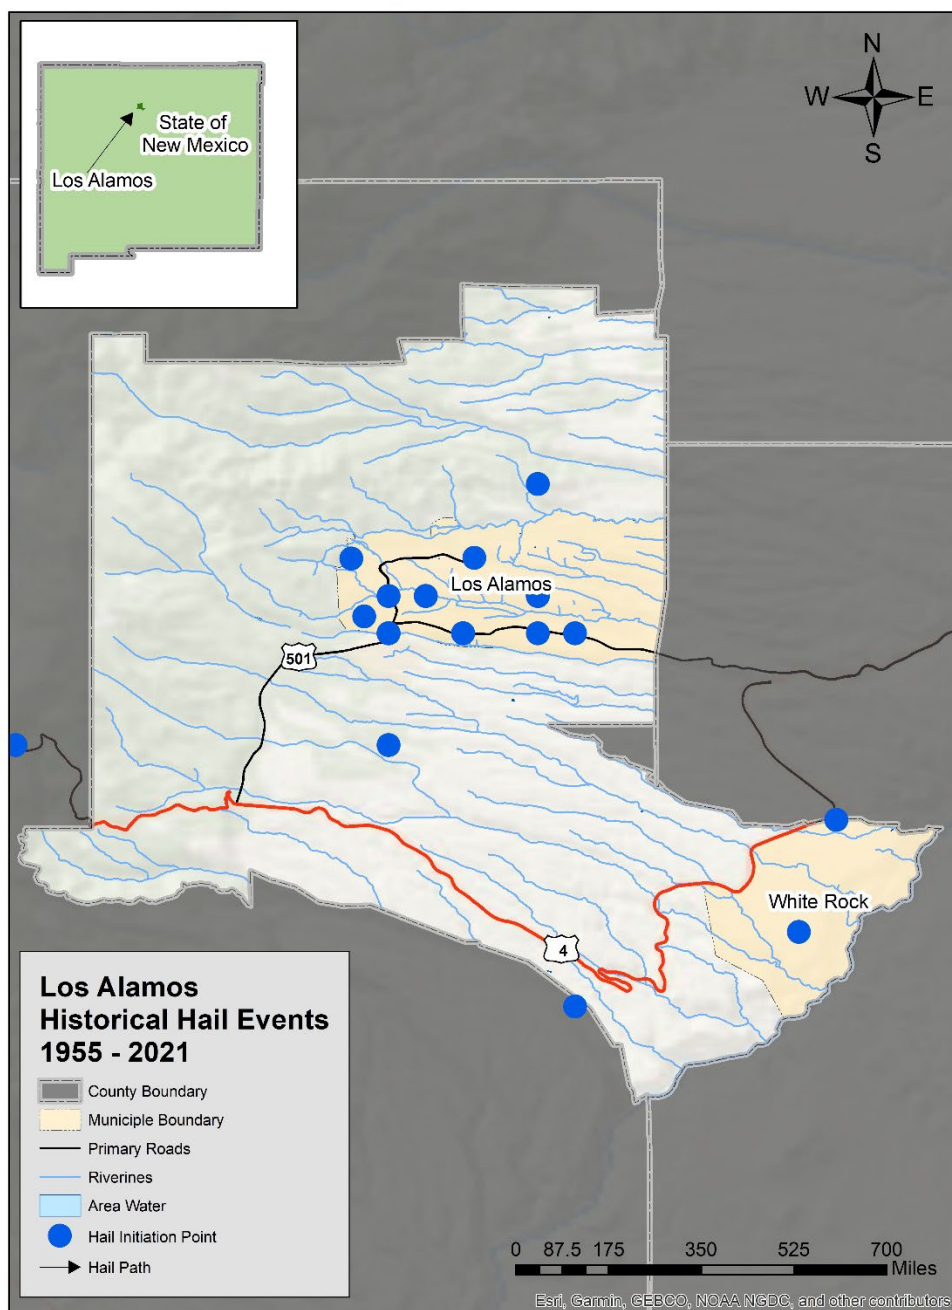 State of
New Mexico
Los Alamos
N
W
E
S
Los Alamos
501
White Rock
4
Los Alamos
Historical Hail Events
1955 - 2021
County Boundary
Municiple Boundary
Primary Roads
Riverines
Area Water
Hail Initiation Point
Hail Path
0 87.5 175 350 525 700
Miles
Esri, Garmin, GEBCO, NOAA NGDC, and other contributors